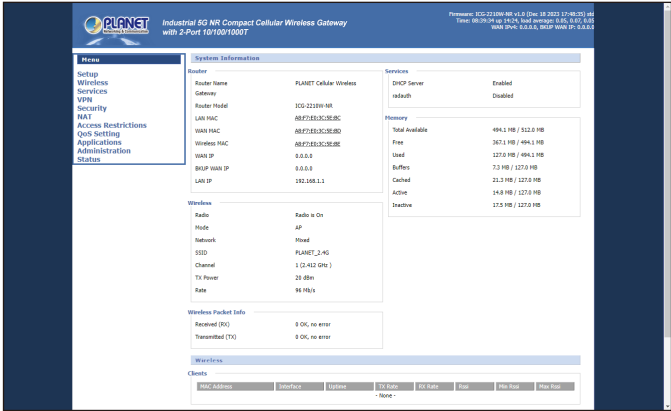 PLANET
Networking & Communication
Industrial 5G NR Compact Cellular Wireless Gateway
with 2-Port 10/100/1000T
Firmware: ICG-2210W-NR v1.0 (Dec 18 2023 17:48:35) std
Time: 08:39:34 up 14:24, load average: 0.05, 0.07, 0.05
WAN IPv4: 0.0.0.0, BKUP WAN IP: 0.0.0.0
Menu
Setup
Wireless
Services
VPN
Security
NAT
Access Restrictions
QoS Setting
Applications
Administration
Status
System Information
Router
Router Name PLANET Cellular Wireless
Gateway
Router Model ICG-2210W-NR
LAN MAC A8:F7:E0:3C:5E:8C
WAN MAC A8:F7:E0:3C:5E:8D
Wireless MAC A8:F7:E0:3C:5E:8E
WAN IP 0.0.0.0
BKUP WAN IP 0.0.0.0
LAN IP 192.168.1.1
Services
DHCP Server Enabled
radauth Disabled
Memory
Total Available 494.1 MB / 512.0 MB
Free 367.1 MB / 494.1 MB
Used 127.0 MB / 494.1 MB
Buffers 7.3 MB / 127.0 MB
Cached 21.3 MB / 127.0 MB
Active 14.8 MB / 127.0 MB
Inactive 17.5 MB / 127.0 MB
Wireless
Radio Radio is On
Mode AP
Network Mixed
SSID PLANET_2.4G
Channel 1 (2.412 GHz )
TX Power 20 dBm
Rate 96 Mb/s
Wireless Packet Info
Received (RX) 0 OK, no error
Transmitted (TX) 0 OK, no error
Wireless
Clients
MAC Address Interface Uptime TX Rate RX Rate Rssi Min Rssi Max Rssi
- None -